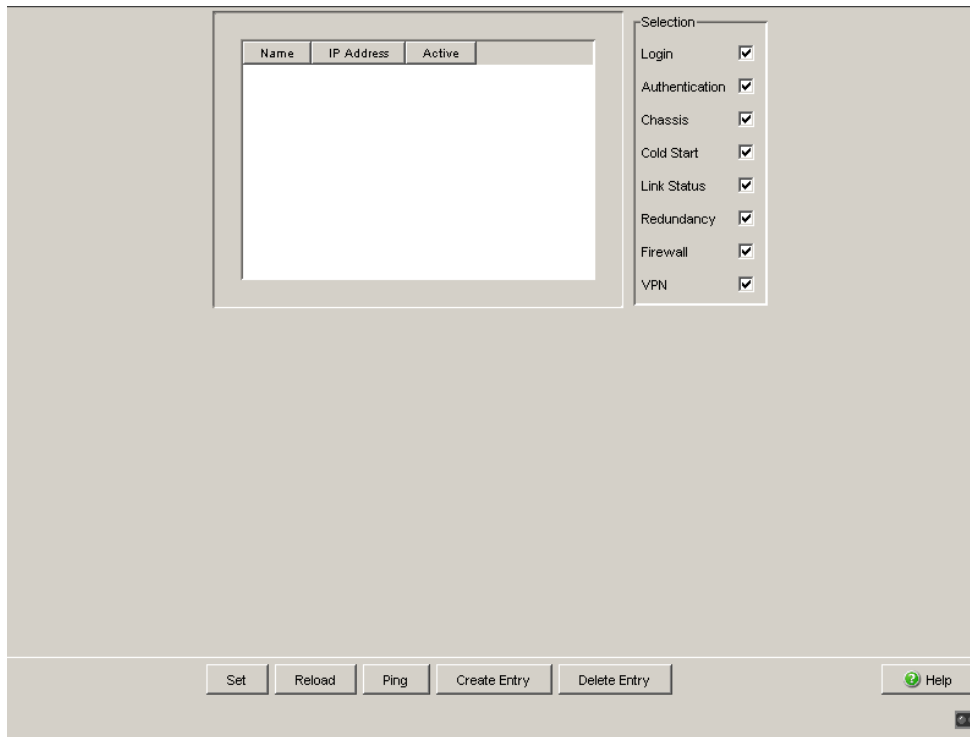 Name IP Address Active
Selection
Login
Authentication
Chassis
Cold Start
Link Status
Redundancy
Firewall
VPN
Set Reload Ping Create Entry Delete Entry Help